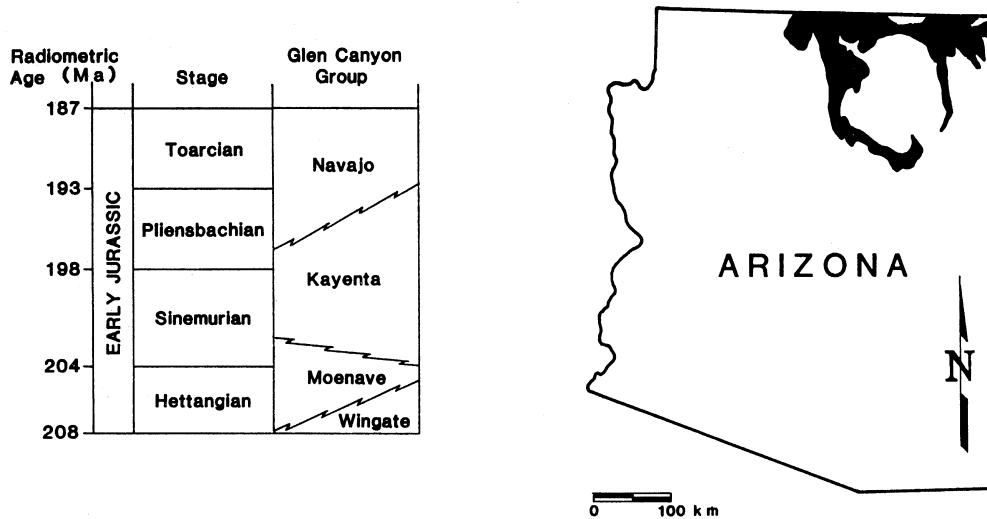 Radiometric
Age (Ma)
Stage
Glen Canyon
Group
187
193
198
204
208
EARLY JURASSIC
Toarcian
Pliensbachian
Sinemurian
Hettangian
Navajo
Kayenta
Moenave
Wingate
ARIZONA
N
0 100 km